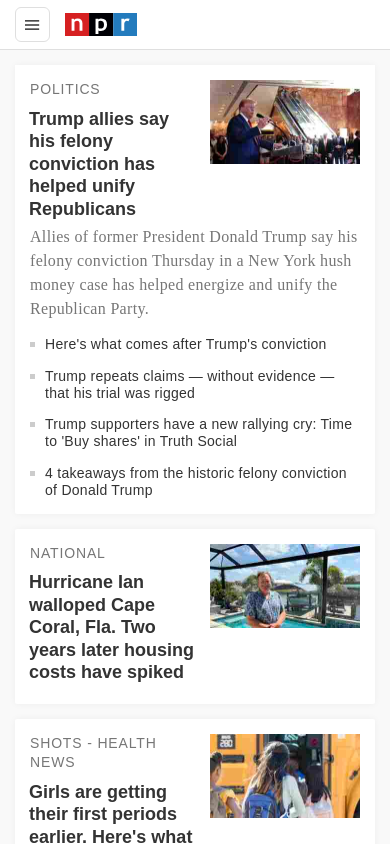 npr
POLITICS
Trump allies say
his felony
conviction has
helped unify
Republicans
Allies of former President Donald Trump say his
felony conviction Thursday in a New York hush
money case has helped energize and unify the
Republican Party.
Here's what comes after Trump's conviction
Trump repeats claims — without evidence —
that his trial was rigged
Trump supporters have a new rallying cry: Time
to 'Buy shares' in Truth Social
4 takeaways from the historic felony conviction
of Donald Trump
NATIONAL
Hurricane Ian
walloped Cape
Coral, Fla. Two
years later housing
costs have spiked
SHOTS - HEALTH
NEWS
280
Girls are getting
their first periods
earlier. Here's what